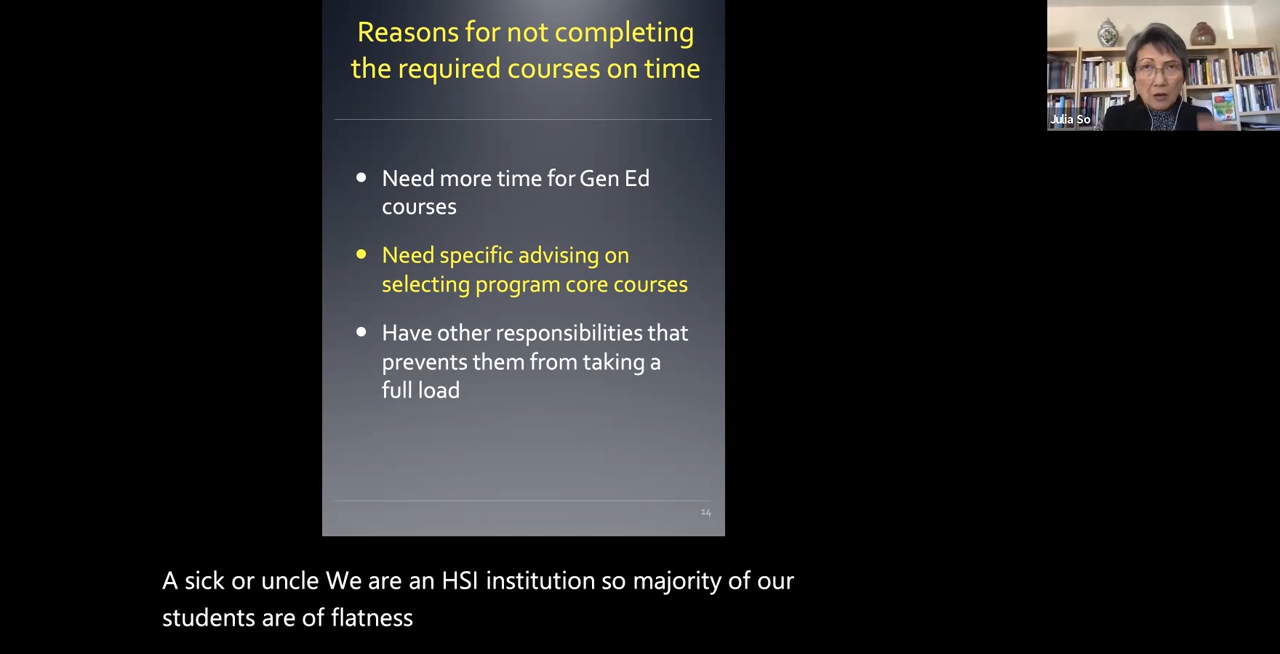 Reasons for not completing
the required courses on time
Julia So
• Need more time for Gen Ed
courses
• Need specific advising on
selecting program core courses
• Have other responsibilities that
prevents them from taking a
full load
14
A sick or uncle We are an HSI institution so majority of our
students are of flatness